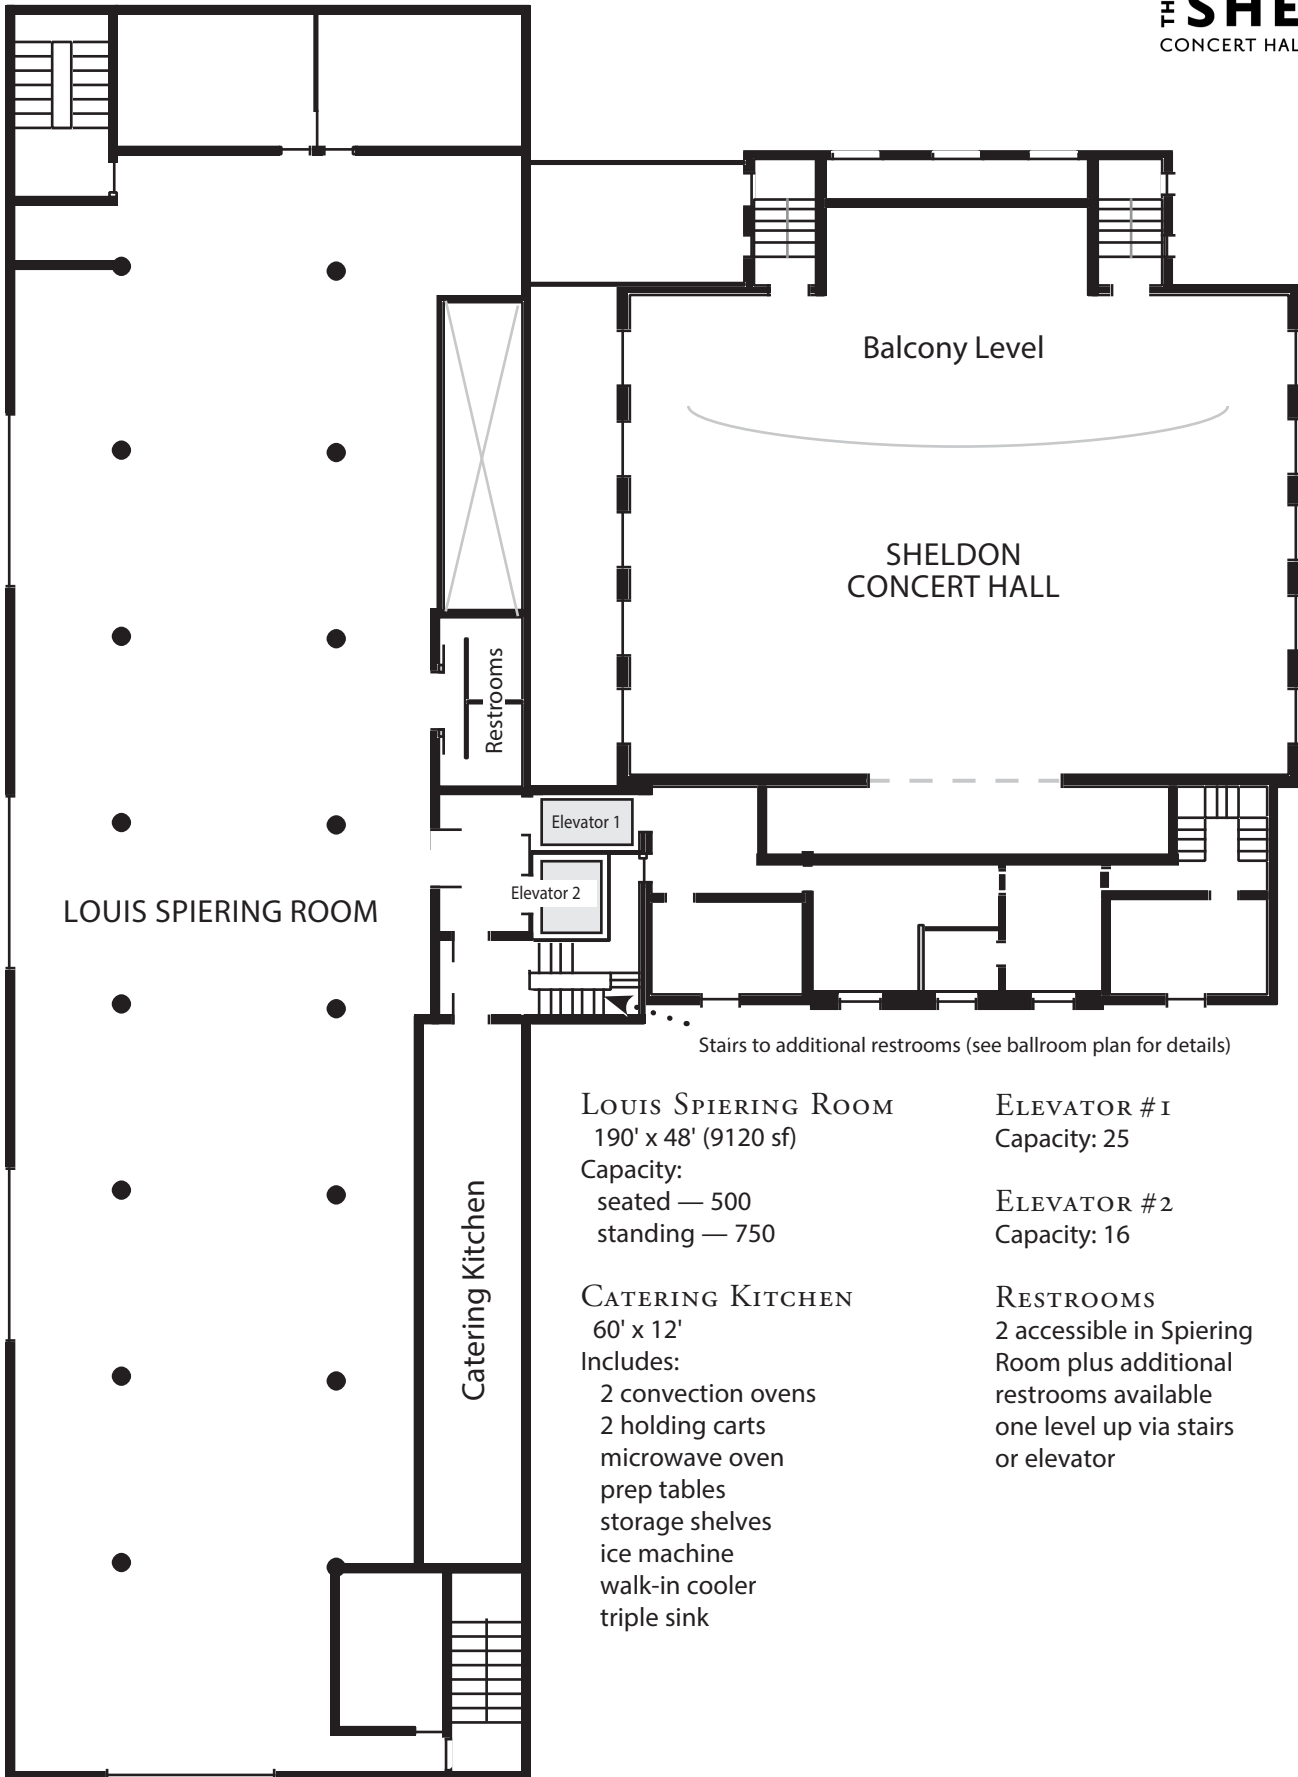 TH SHE
CONCERT HAL
Balcony Level
SHELDON
CONCERT HALL
Restrooms
Elevator 1
Elevator 2
LOUIS SPIERING ROOM
Stairs to additional restrooms (see ballroom plan for details)
Catering Kitchen
LOUIS SPIERING ROOM
190' x 48' (9120 sf)
Capacity:
seated — 500
standing — 750
CATERING KITCHEN
60' x 12'
Includes:
2 convection ovens
2 holding carts
microwave oven
prep tables
storage shelves
ice machine
walk-in cooler
triple sink
ELEVATOR #1
Capacity: 25
ELEVATOR #2
Capacity: 16
RESTROOMS
2 accessible in Spiering
Room plus additional
restrooms available
one level up via stairs
or elevator